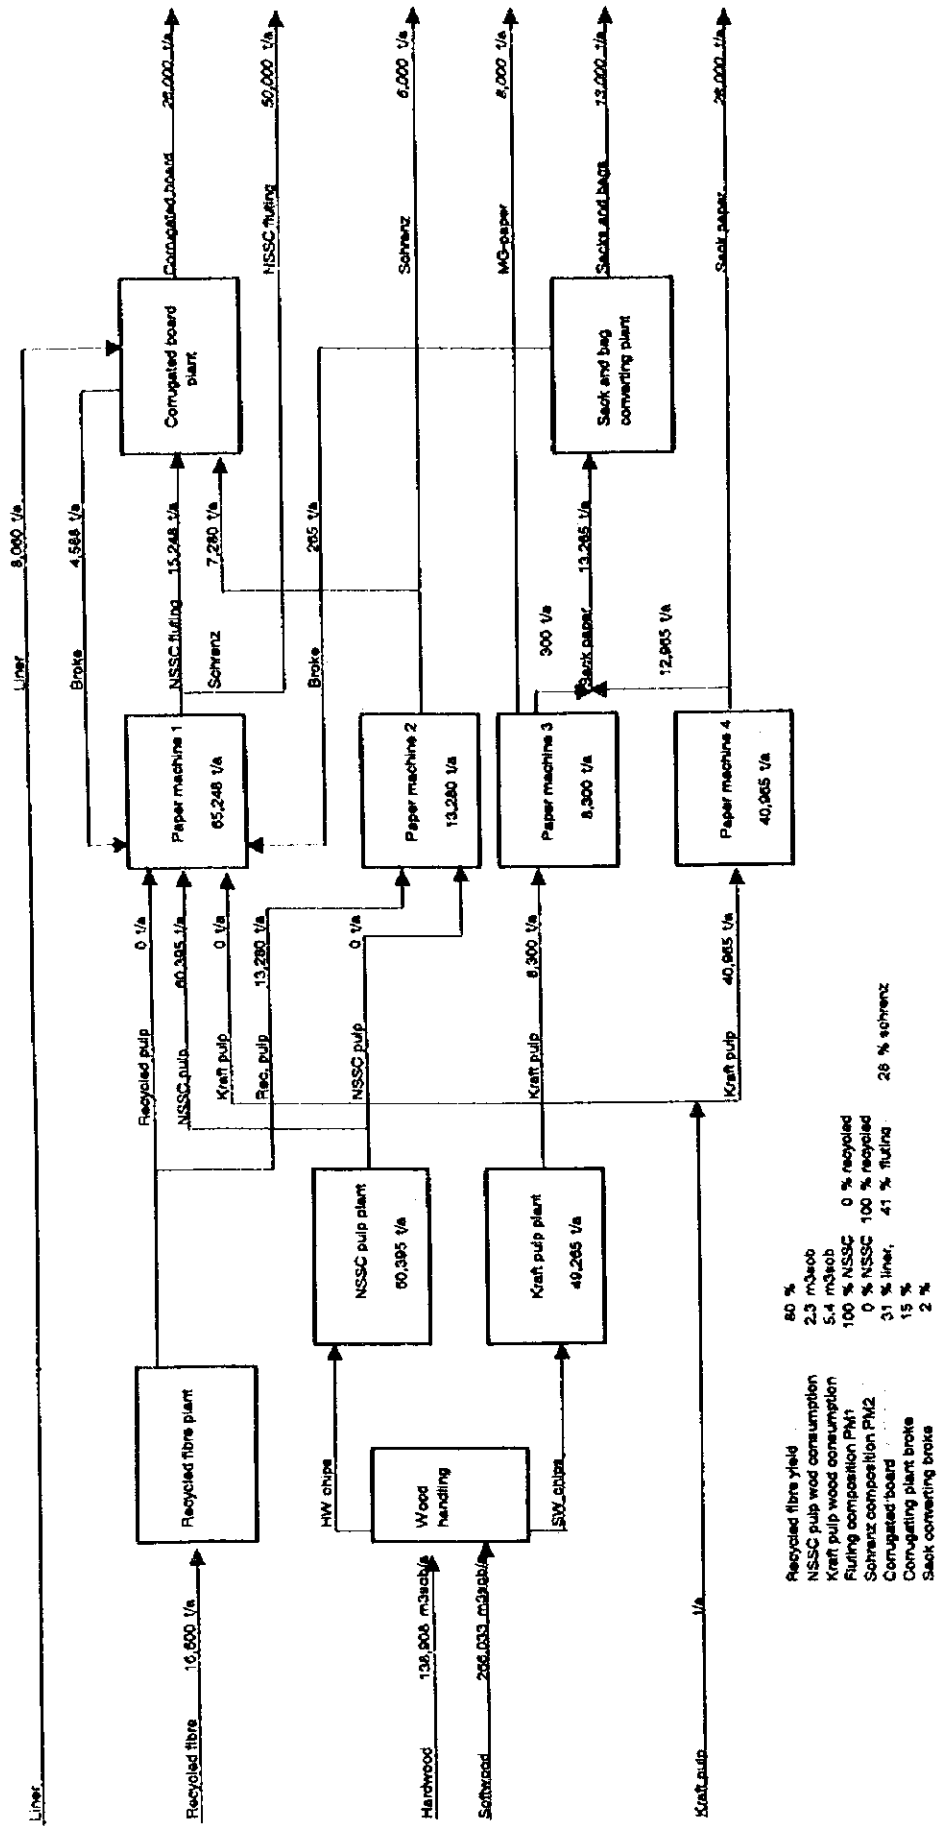 Liner
Liner 8,060 t/a
Broke 4,588 t/a
Recycled fibre 16,600 t/a
Recycled fibre plant
Recycled pulp 0 t/a
NSSC pulp 60,395 t/a
Kraft pulp 0 t/a
Rec. pulp 13,280 t/a
Paper machine 1
65,248 t/a
NSSC fluting 15,248 t/a
Schrenz 7,280 t/a
Corrugated board
plant
Corrugated board 26,000 t/a
NSSC fluting 50,000 t/a
Broke 265 t/a
Hardwood 138,908 m3sob/a
Softwood 266,033 m3sob/a
Wood
handling
HW chips
SW chips
NSSC pulp plant
60,395 t/a
NSSC pulp 0 t/a
Paper machine 2
13,280 t/a
Schrenz 6,000 t/a
Kraft pulp plant
49,265 t/a
Kraft pulp 8,300 t/a
Paper machine 3
8,300 t/a
MG-paper 8,000 t/a
300 t/a
Sack paper 13,265 t/a
12,965 t/a
Sack and bag
converting plant
Sacks and bags 13,000 t/a
Kraft pulp t/a
Kraft pulp 40,965 t/a
Paper machine 4
40,965 t/a
Sack paper 28,000 t/a
Recycled fibre yield 80 %
NSSC pulp wod consumption 2.3 m3sob
Kraft pulp wood consumption 5.4 m3sob
Fluting composition PM1 100 % NSSC 0 % recycled
Schrenz composition PM2 0 % NSSC 100 % recycled
Corrugated board 31 % liner, 41 % fluting 28 % schrenz
Corrugating plant broke 15 %
Sack converting broke 2 %